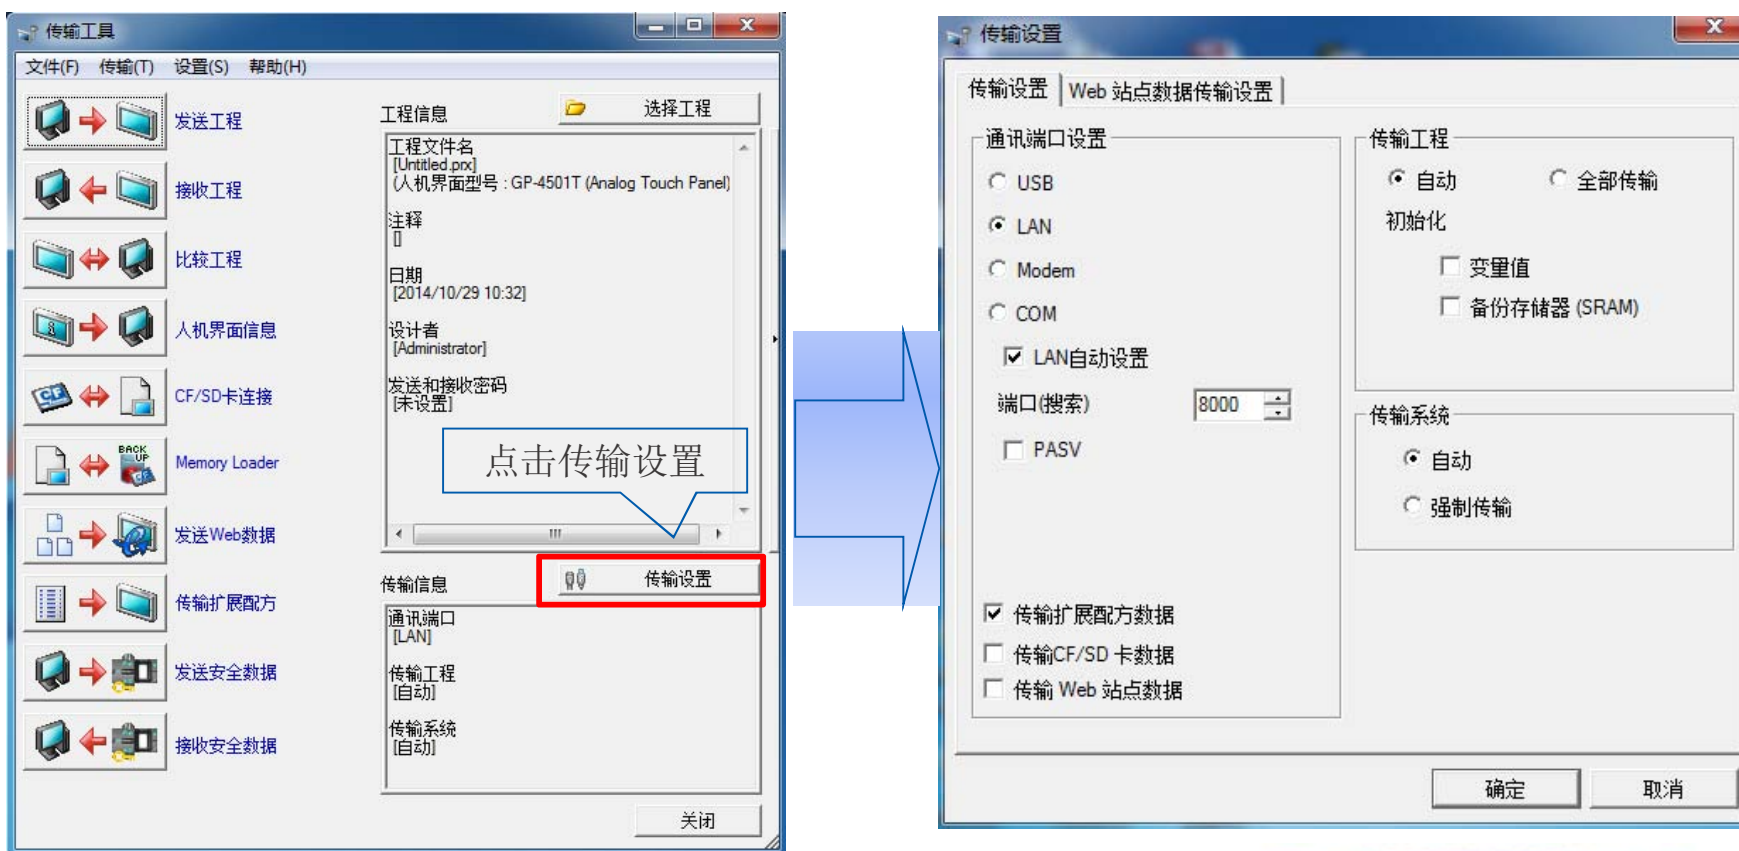 传输工具
文件(F) 传输(T) 设置(S) 帮助(H)
发送工程
接收工程
比较工程
人机界面信息
CF/SD卡连接
BACK
UP
Memory Loader
发送Web数据
传输扩展配方
发送安全数据
接收安全数据
工程信息
选择工程
工程文件名
[Untitled.prx]
(人机界面型号 : GP-4501T (Analog Touch Panel)
注释
[]
日期
[2014/10/29 10:32]
设计者
[Administrator]
发送和接收密码
[未设置]
点击传输设置
传输信息
传输设置
通讯端口
[LAN]
传输工程
[自动]
传输系统
[自动]
关闭
传输设置
传输设置 Web 站点数据传输设置
通讯端口设置
USB
LAN
Modem
COM
LAN自动设置
端口(搜索) 8000
PASV
传输扩展配方数据
传输CF/SD 卡数据
传输 Web 站点数据
传输工程
自动 全部传输
初始化
变量值
备份存储器 (SRAM)
传输系统
自动
强制传输
确定 取消